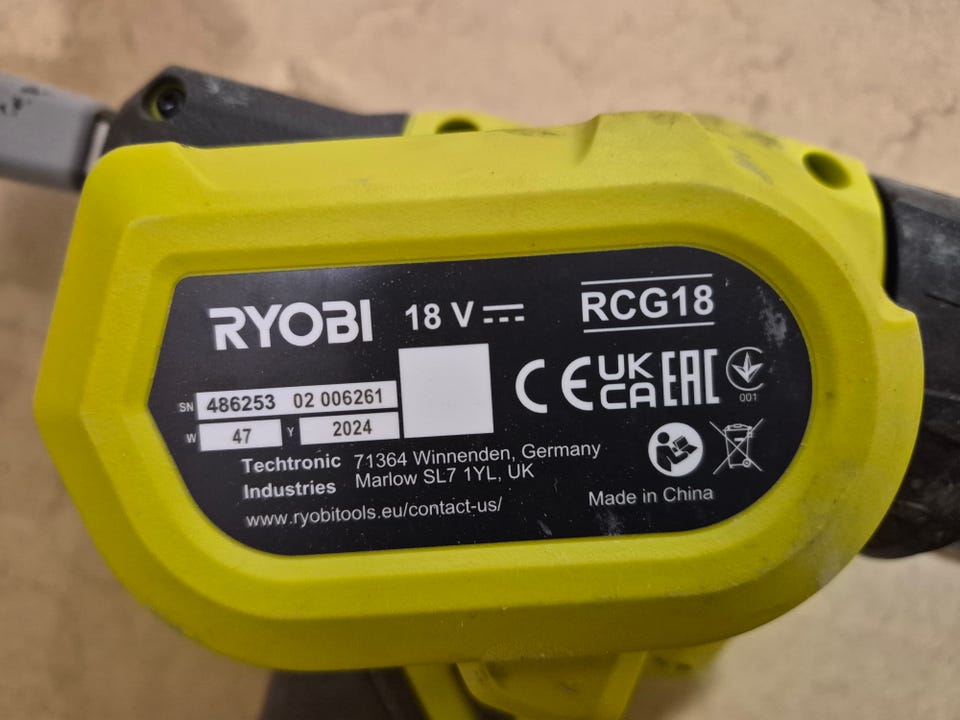 RYOBI 18 V RCG18
SN 486253 02 006261
W 47 Y 2024
CE UK CA EAC
001
Techtronic Industries
71364 Winnenden, Germany
Marlow SL7 1YL, UK
www.ryobitools.eu/contact-us/
Made in China